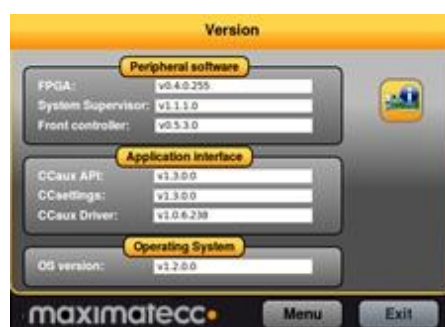 Version
Peripheral software
FPGA: v0.4.0.255
System Supervisor: v1.1.1.0
Front controller: v0.5.3.0
Application interface
CCaux API: v1.3.0.0
CCsettings: v1.3.0.0
CCaux Driver: v1.0.6.238
Operating System
OS version: v1.2.0.0
maximatecc
Menu
Exit